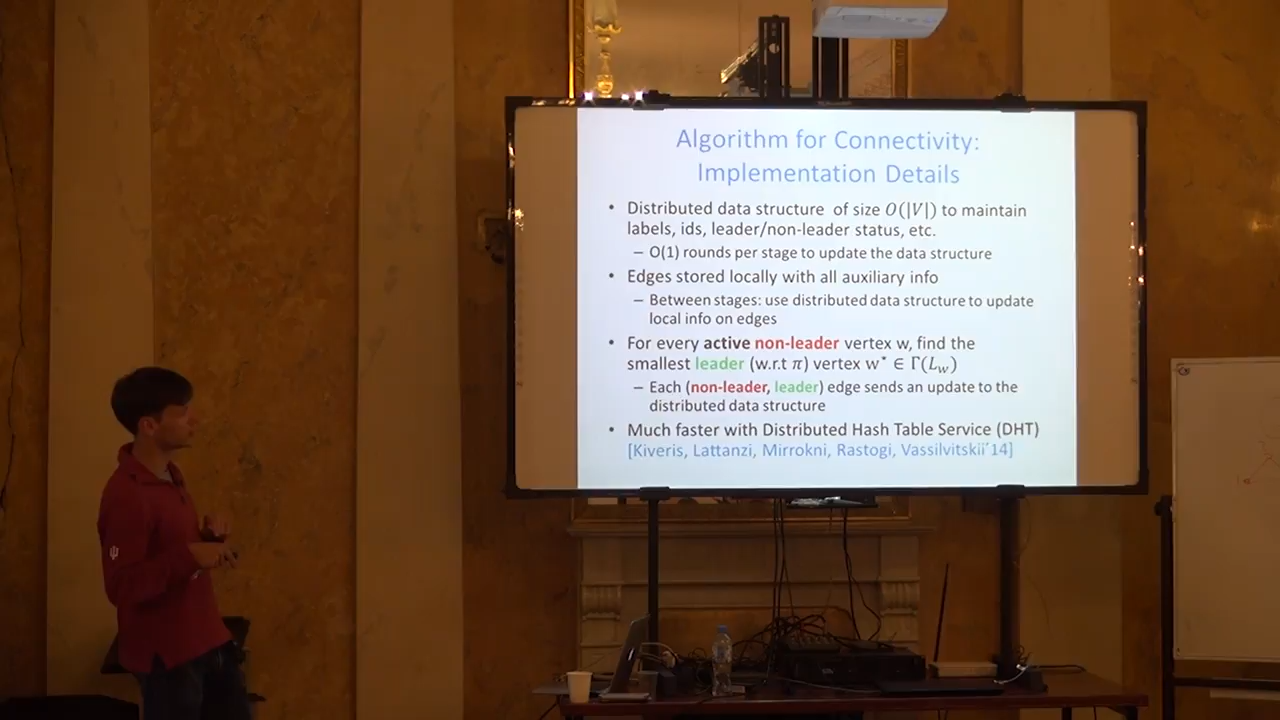 Algorithm for Connectivity:
Implementation Details
• Distributed data structure of size O(|V|) to maintain
labels, ids, leader/non-leader status, etc.
– O(1) rounds per stage to update the data structure
• Edges stored locally with all auxiliary info
– Between stages: use distributed data structure to update
local info on edges
• For every active non-leader vertex w, find the
smallest leader (w.r.t π) vertex w* ∈ Γ(L_w)
– Each (non-leader, leader) edge sends an update to the
distributed data structure
• Much faster with Distributed Hash Table Service (DHT)
[Kiveris, Lattanzi, Mirrokni, Rastogi, Vassilvitskii´14]